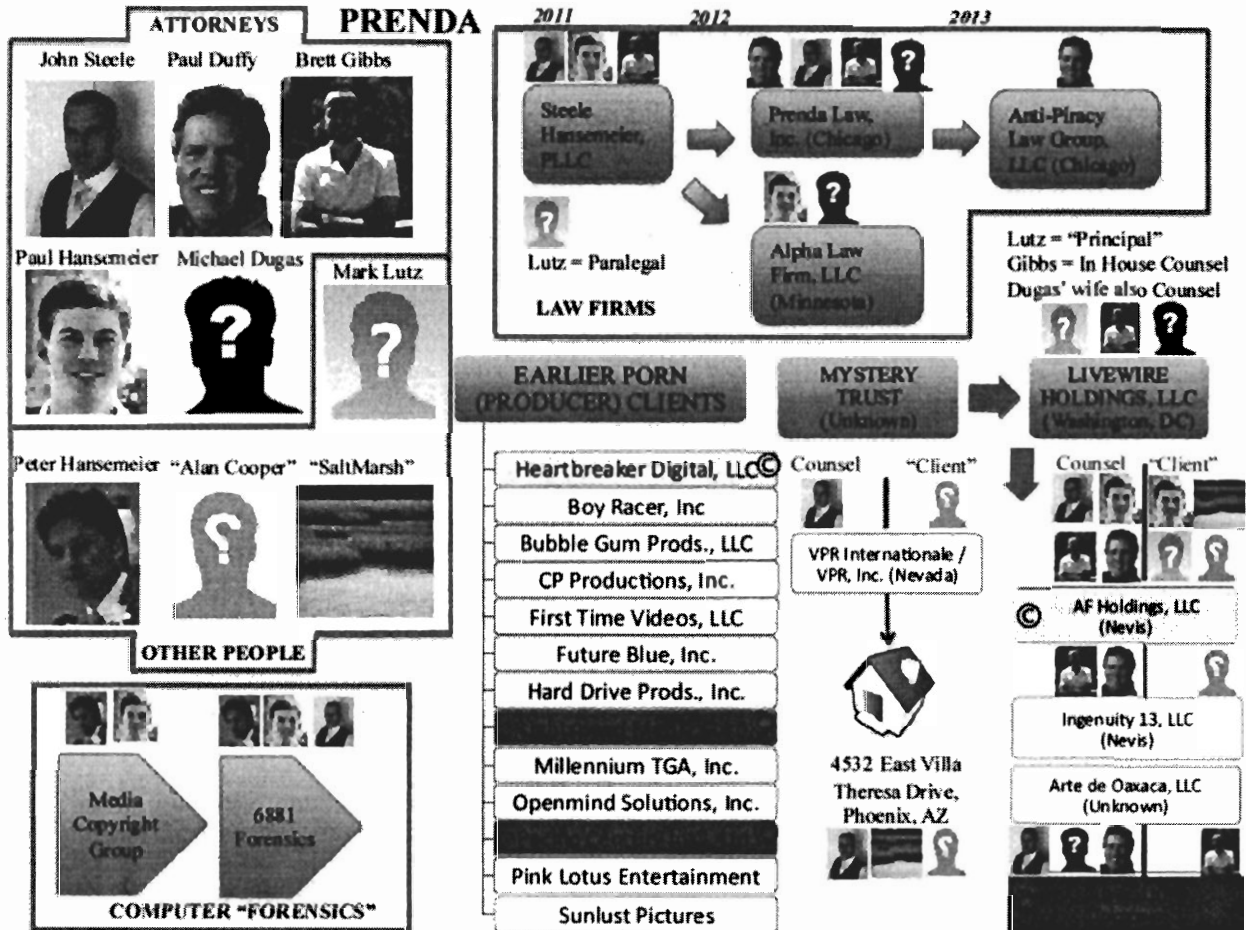 PRENDA
ATTORNEYS
John Steele
Paul Duffy
Brett Gibbs
Paul Hansemeier
Michael Dugas
Mark Lutz
?
?
Peter Hansemeier
“Alan Cooper”
“SaltMarsh”
?
OTHER PEOPLE
Media
Copyright
Group
6881
Forensics
COMPUTER “FORENSICS”
2011
2012
2013
?
Steele
Hansemeier,
PLLC
Prenda Law,
Inc. (Chicago)
Anti-Piracy
Law Group,
LLC (Chicago)
?
?
Lutz = Paralegal
Alpha Law
Firm, LLC
(Minnesota)
LAW FIRMS
Lutz = “Principal”
Gibbs = In House Counsel
Dugas’ wife also Counsel
?
?
EARLIER PORN
(PRODUCER) CLIENTS
MYSTERY
TRUST
(Unknown)
LIVEWIRE
HOLDINGS, LLC
(Washington, DC)
Heartbreaker Digital, LLC ©
Boy Racer, Inc
Bubble Gum Prods., LLC
CP Productions, Inc.
First Time Videos, LLC
Future Blue, Inc.
Hard Drive Prods., Inc.
Millennium TGA, Inc.
Openmind Solutions, Inc.
Pink Lotus Entertainment
Sunlust Pictures
Counsel
“Client”
?
VPR Internationale /
VPR, Inc. (Nevada)
4532 East Villa
Theresa Drive,
Phoenix, AZ
?
Counsel
“Client”
?
?
© AF Holdings, LLC
(Nevis)
?
Ingenuity 13, LLC
(Nevis)
Arte de Oaxaca, LLC
(Unknown)
?